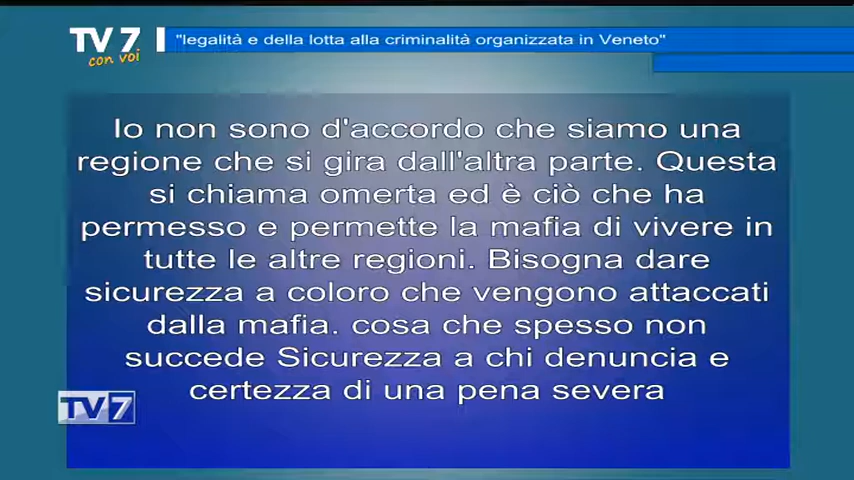 TV7
con voi
"legalità e della lotta alla criminalità organizzata in Veneto"
Io non sono d'accordo che siamo una
regione che si gira dall'altra parte. Questa
si chiama omerta ed è ciò che ha
permesso e permette la mafia di vivere in
tutte le altre regioni. Bisogna dare
sicurezza a coloro che vengono attaccati
dalla mafia. cosa che spesso non
succede Sicurezza a chi denuncia e
certezza di una pena severa
TV7